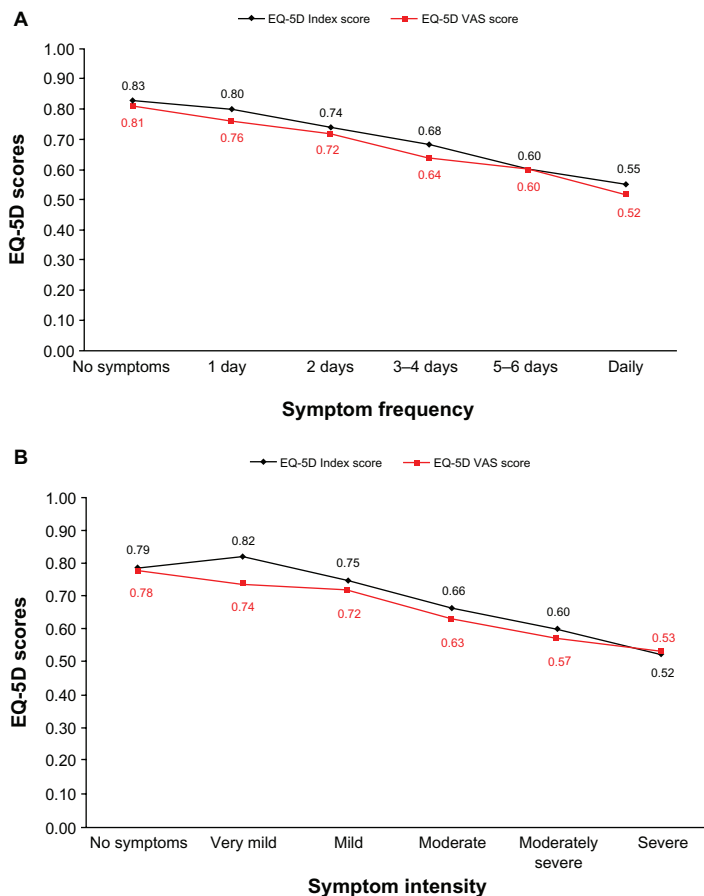 A
EQ-5D Index score EQ-5D VAS score
1.00
0.90
0.80
0.70
0.60
0.50
0.40
0.30
0.20
0.10
0.00
EQ-5D scores
0.83 0.80 0.74 0.68 0.60 0.55
0.81 0.76 0.72 0.64 0.60 0.52
No symptoms 1 day 2 days 3–4 days 5–6 days Daily
Symptom frequency
B
EQ-5D Index score EQ-5D VAS score
1.00
0.90
0.80
0.70
0.60
0.50
0.40
0.30
0.20
0.10
0.00
EQ-5D scores
0.79 0.82 0.75 0.66 0.60 0.52
0.78 0.74 0.72 0.63 0.57 0.53
No symptoms Very mild Mild Moderate Moderately Severe
severe
Symptom intensity